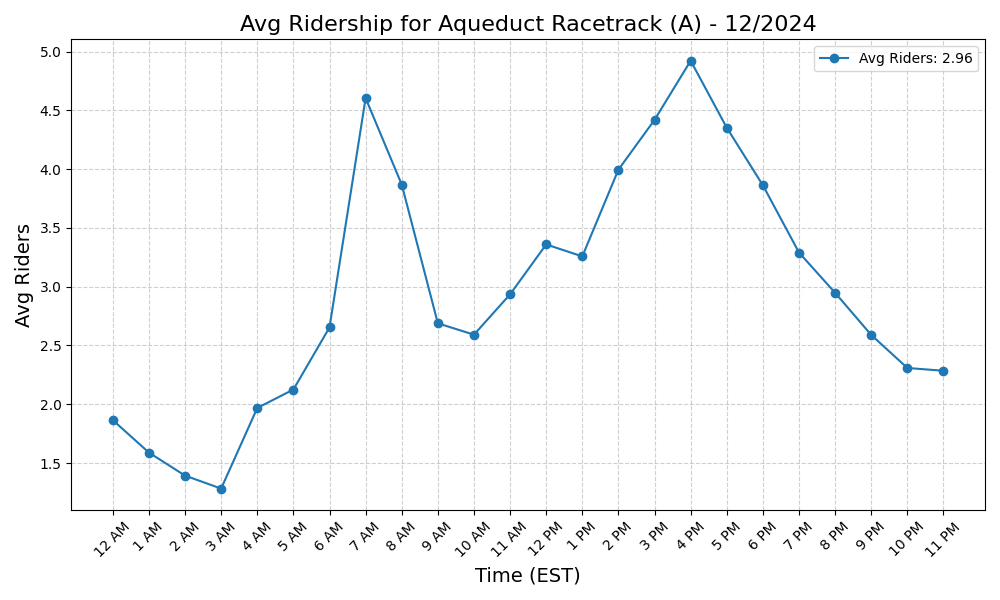 Avg Ridership for Aqueduct Racetrack (A) - 12/2024
Avg Riders: 2.96
Avg Riders
5.0
4.5
4.0
3.5
3.0
2.5
2.0
1.5
12 AM
1 AM
2 AM
3 AM
4 AM
5 AM
6 AM
7 AM
8 AM
9 AM
10 AM
11 AM
12 PM
1 PM
2 PM
3 PM
4 PM
5 PM
6 PM
7 PM
8 PM
9 PM
10 PM
11 PM
Time (EST)